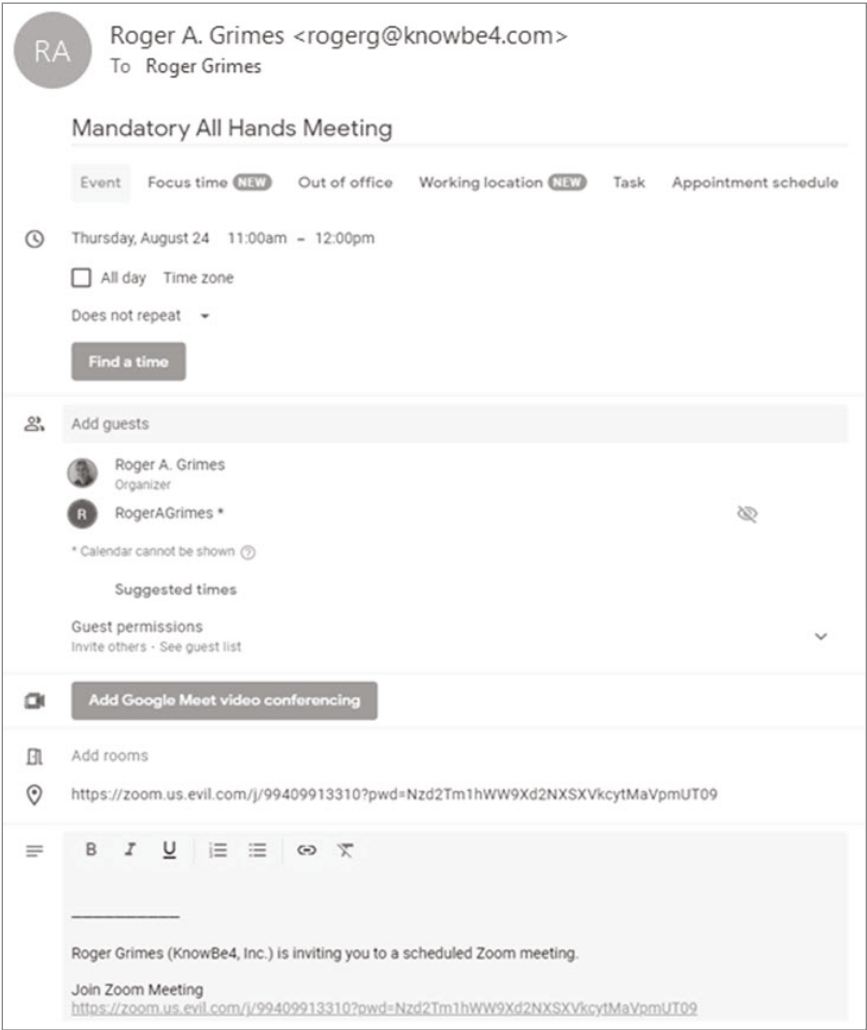 RA
Roger A. Grimes <rogerg@knowbe4.com>
To Roger Grimes
Mandatory All Hands Meeting
Event Focus time NEW Out of office Working location NEW Task Appointment schedule
Thursday, August 24 11:00am – 12:00pm
All day Time zone
Does not repeat
Find a time
Add guests
Roger A. Grimes
Organizer
R RogerAGrimes *
* Calendar cannot be shown ?
Suggested times
Guest permissions
Invite others - See guest list
Add Google Meet video conferencing
Add rooms
https://zoom.us.evil.com/j/99409913310?pwd=Nzd2Tm1hWW9Xd2NXSXVkcytMaVpmUT09
B I U
Roger Grimes (KnowBe4, Inc.) is inviting you to a scheduled Zoom meeting.
Join Zoom Meeting
https://zoom.us.evil.com/j/99409913310?pwd=Nzd2Tm1hWW9Xd2NXSXVkcytMaVpmUT09